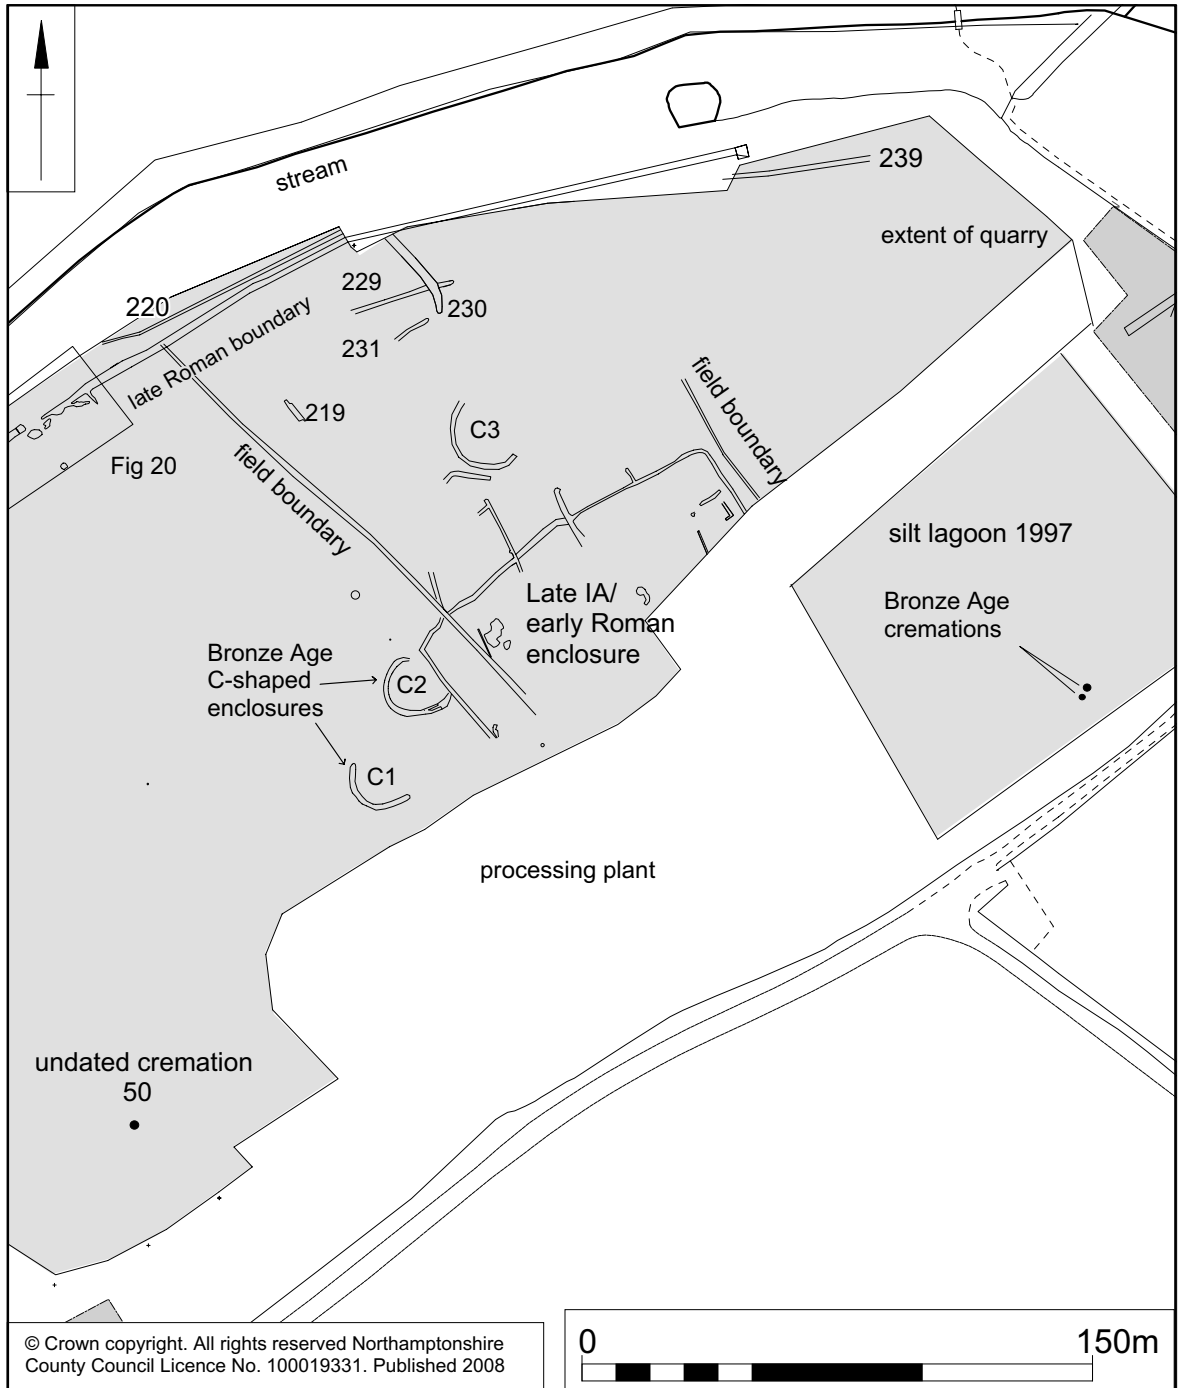 stream
239
extent of quarry
229
220
230
late Roman boundary
231
field boundary
219
C3
field boundary
Fig 20
silt lagoon 1997
Late IA/
early Roman
enclosure
Bronze Age
cremations
Bronze Age
C-shaped
enclosures
C2
C1
processing plant
undated cremation
50
© Crown copyright. All rights reserved Northamptonshire
County Council Licence No. 100019331. Published 2008
0
150m